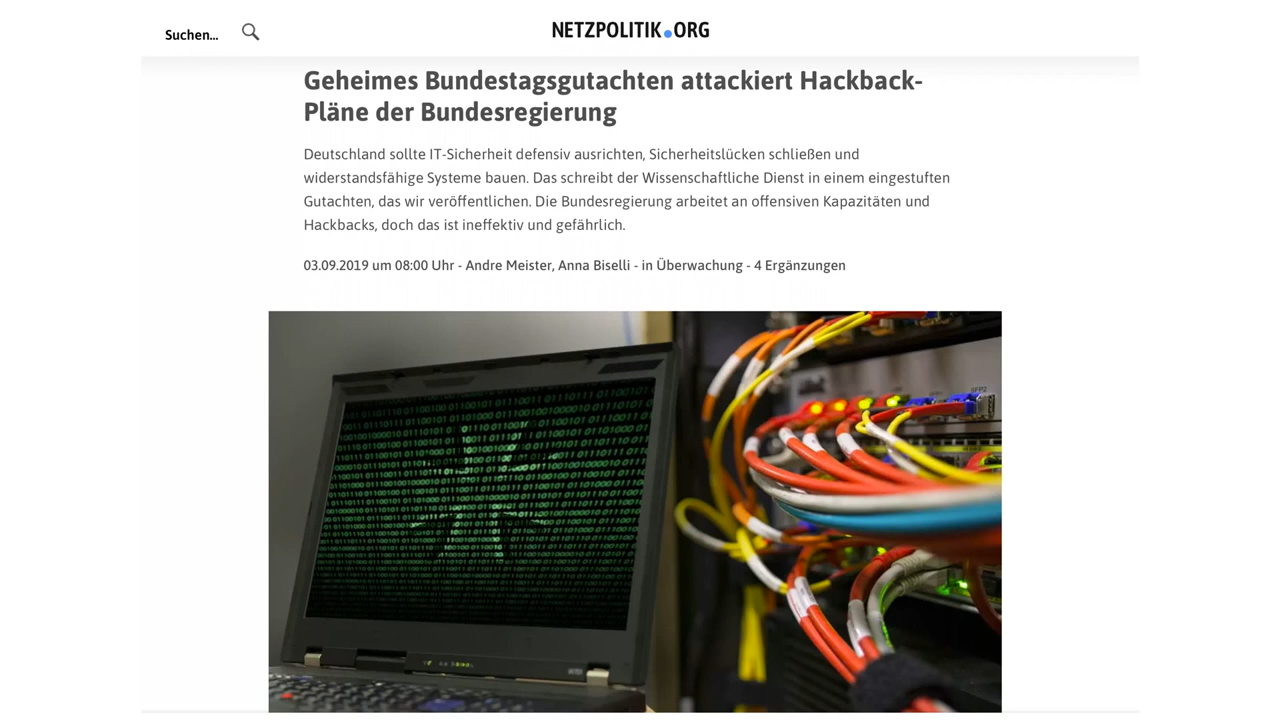 Suchen...
NETZPOLITIK.ORG
Geheimes Bundestagsgutachten attackiert Hackback-
Pläne der Bundesregierung
Deutschland sollte IT-Sicherheit defensiv ausrichten, Sicherheitslücken schließen und
widerstandsfähige Systeme bauen. Das schreibt der Wissenschaftliche Dienst in einem eingestuften
Gutachten, das wir veröffentlichen. Die Bundesregierung arbeitet an offensiven Kapazitäten und
Hackbacks, doch das ist ineffektiv und gefährlich.
03.09.2019 um 08:00 Uhr - Andre Meister, Anna Biselli - in Überwachung - 4 Ergänzungen
SFP2